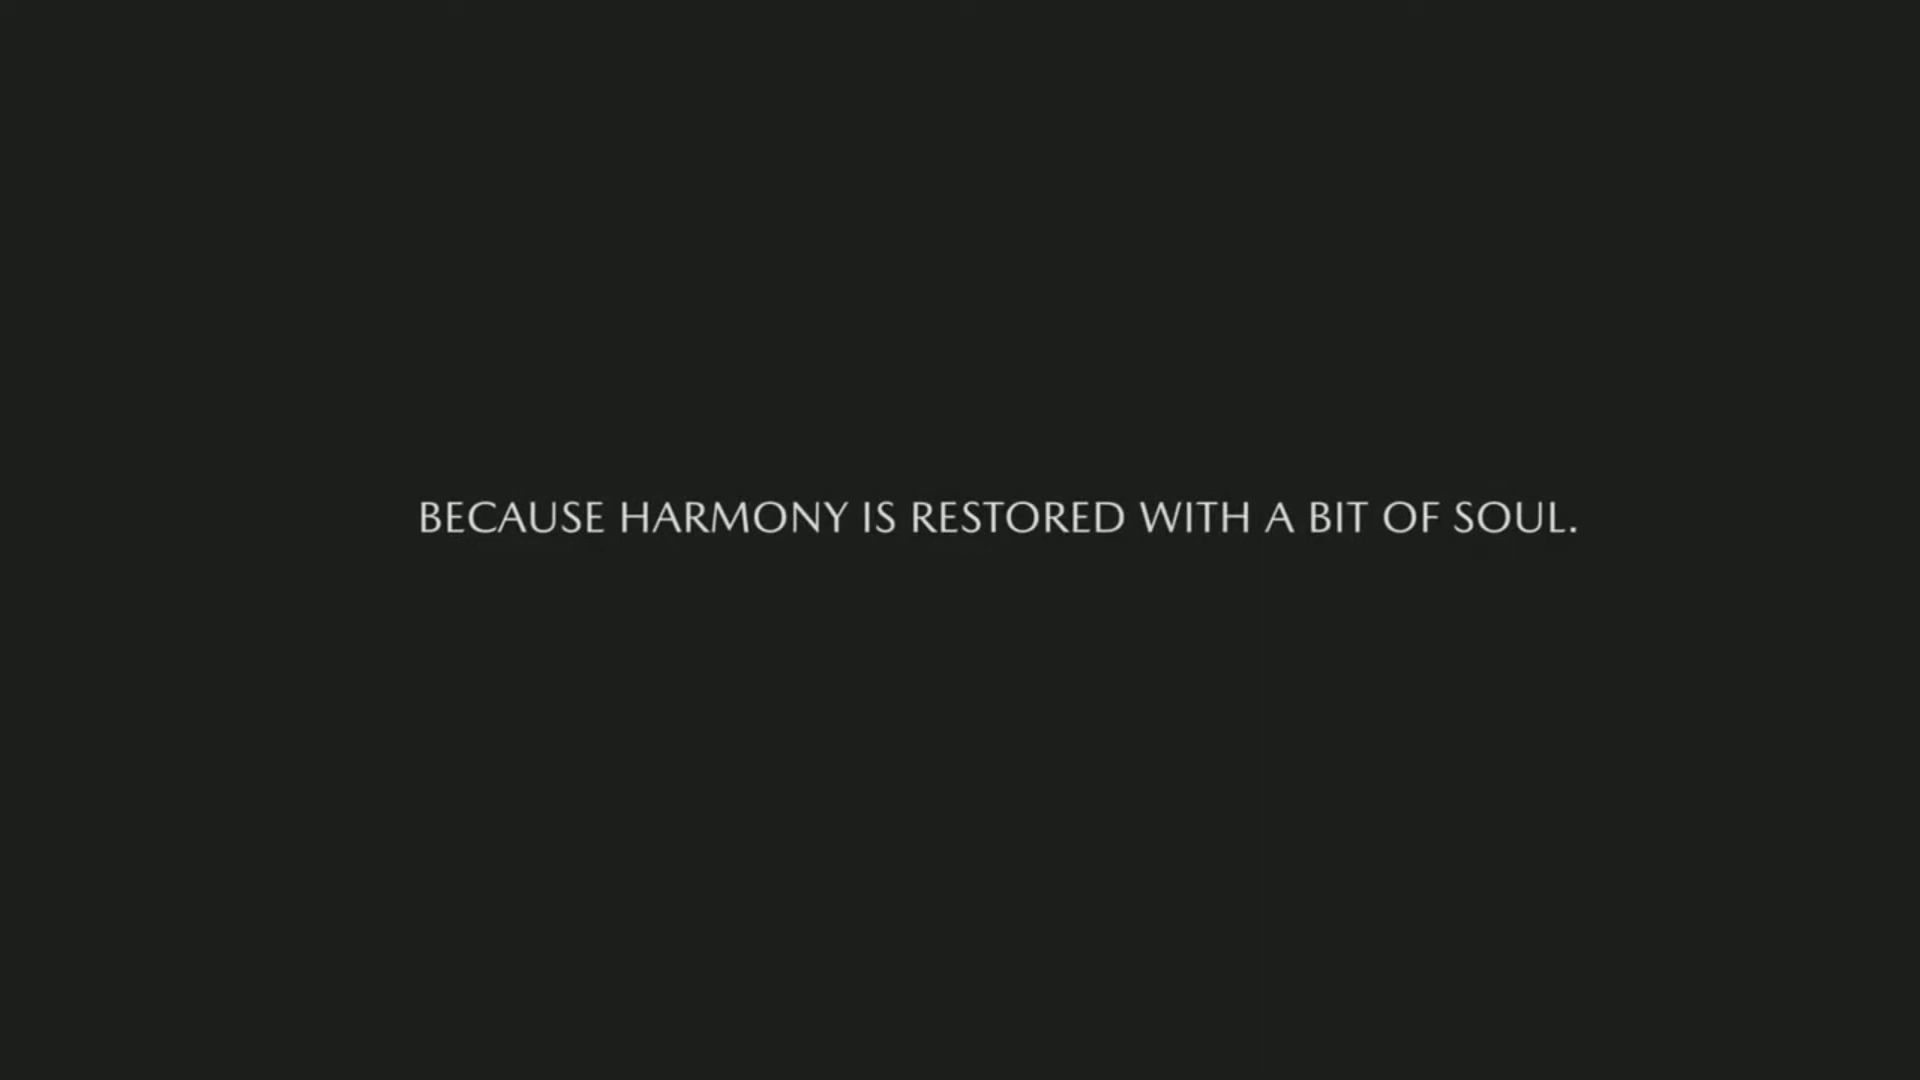 BECAUSE HARMONY IS RESTORED WITH A BIT OF SOUL.